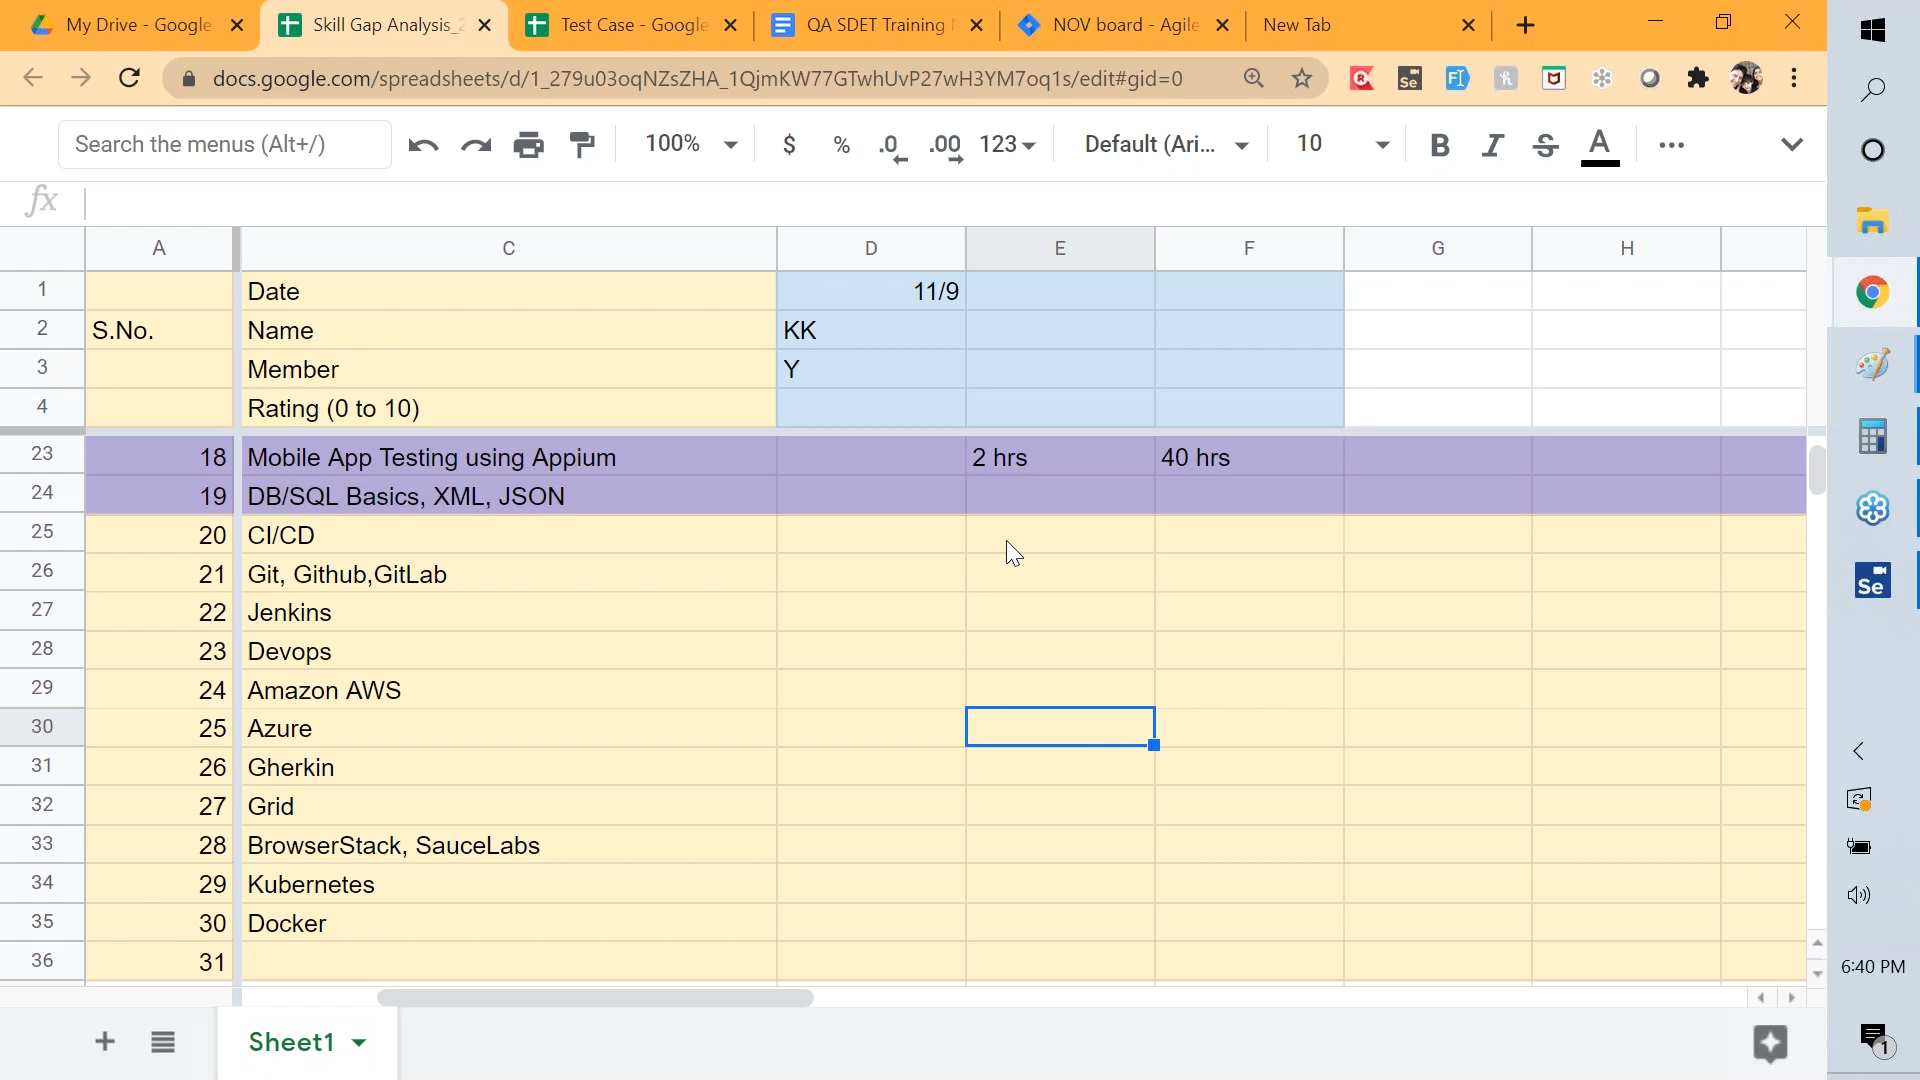 My Drive - Google
Skill Gap Analysis_
Test Case - Google
QA SDET Training
NOV board - Agile
New Tab
docs.google.com/spreadsheets/d/1_279u03oqNZsZHA_1QjmKW77GTwhUvP27wH3YM7oq1s/edit#gid=0
Search the menus (Alt+/) 100% $ % .0 .00 123 Default (Ari... 10 B I S A
fx
A C D E F G H
1 Date 11/9
2 S.No. Name KK
3 Member Y
4 Rating (0 to 10)
23 18 Mobile App Testing using Appium 2 hrs 40 hrs
24 19 DB/SQL Basics, XML, JSON
25 20 CI/CD
26 21 Git, Github,GitLab
27 22 Jenkins
28 23 Devops
29 24 Amazon AWS
30 25 Azure
31 26 Gherkin
32 27 Grid
33 28 BrowserStack, SauceLabs
34 29 Kubernetes
35 30 Docker
36 31
Sheet1
Se
6:40 PM
1